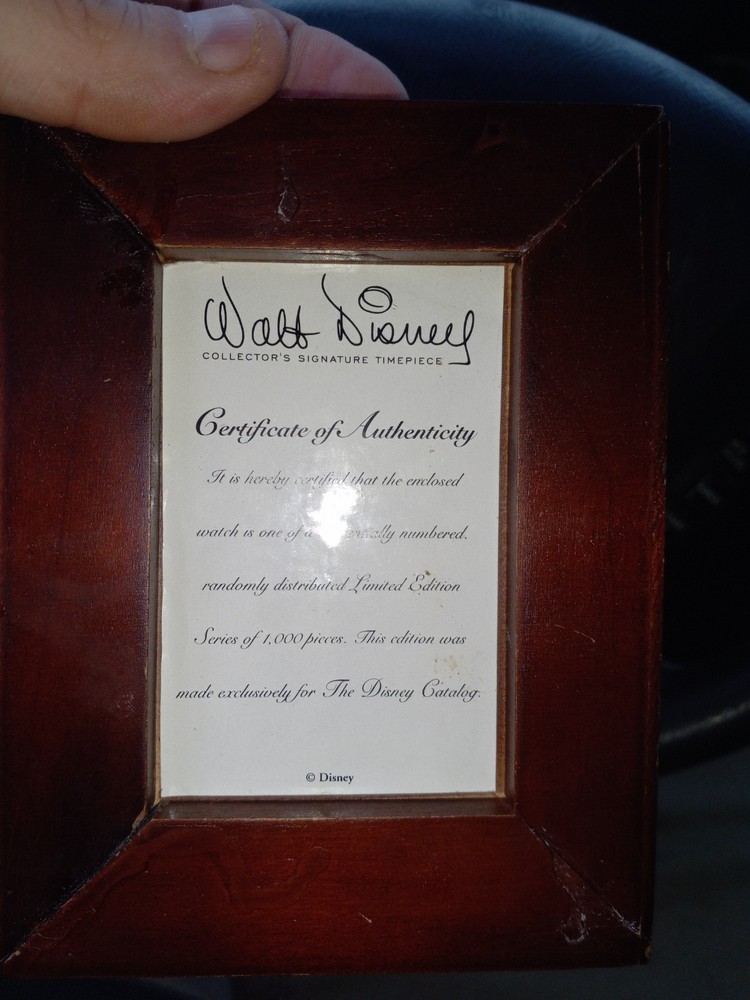 Walt Disney
COLLECTOR'S SIGNATURE TIMEPIECE
Certificate of Authenticity
It is hereby certified that the enclosed
watch is one of a numbered,
randomly distributed Limited Edition
Series of 1,000 pieces. This edition was
made exclusively for The Disney Catalog.
© Disney